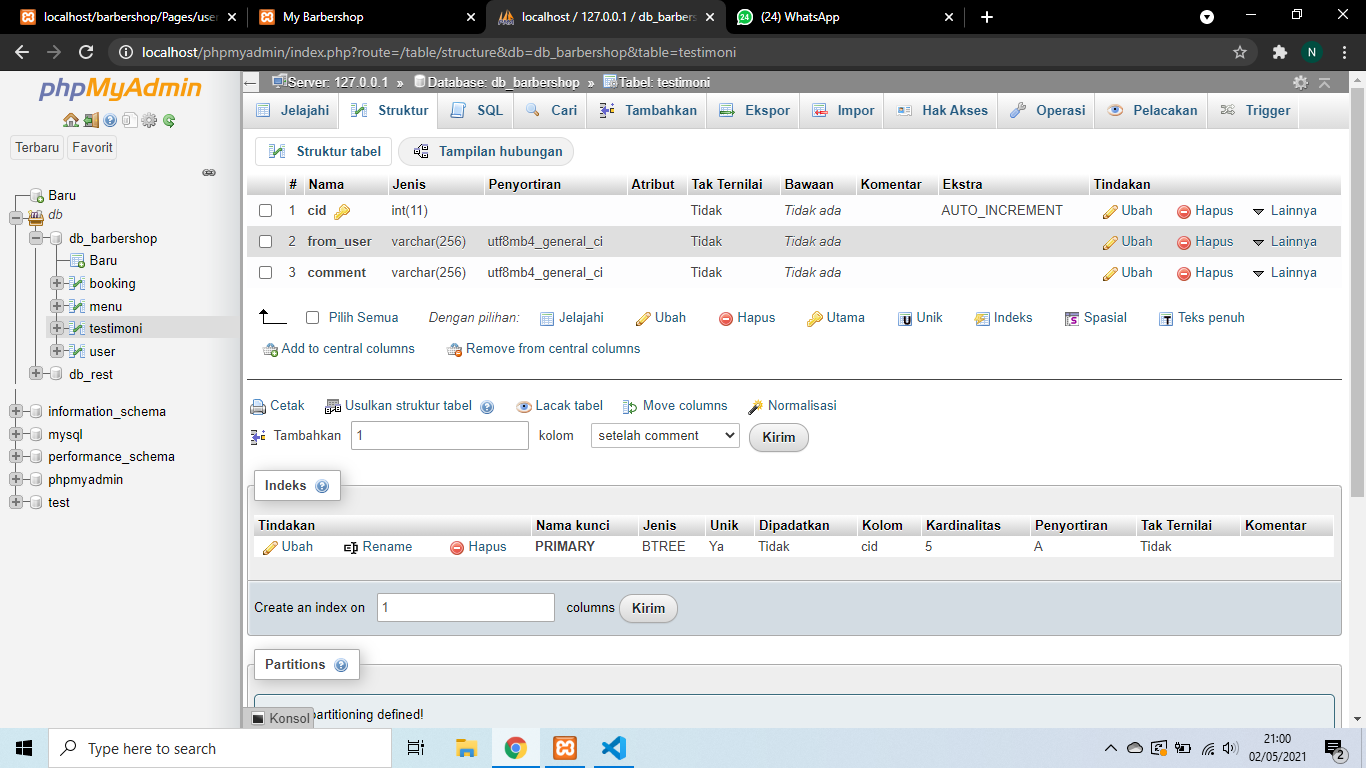 localhost/barbershop/Pages/user
My Barbershop
localhost / 127.0.0.1 / db_barbers
(24) WhatsApp
localhost/phpmyadmin/index.php?route=/table/structure&db=db_barbershop&table=testimoni
N
phpMyAdmin
Terbaru Favorit
Baru
db
db_barbershop
Baru
booking
menu
testimoni
user
db_rest
information_schema
mysql
performance_schema
phpmyadmin
test
Server: 127.0.0.1 » Database: db_barbershop » Tabel: testimoni
Jelajahi Struktur SQL Cari Tambahkan Ekspor Impor Hak Akses Operasi Pelacakan Trigger
Struktur tabel Tampilan hubungan
# Nama Jenis Penyortiran Atribut Tak Ternilai Bawaan Komentar Ekstra Tindakan
1 cid int(11) Tidak Tidak ada AUTO_INCREMENT Ubah Hapus Lainnya
2 from_user varchar(256) utf8mb4_general_ci Tidak Tidak ada Ubah Hapus Lainnya
3 comment varchar(256) utf8mb4_general_ci Tidak Tidak ada Ubah Hapus Lainnya
Pilih Semua Dengan pilihan: Jelajahi Ubah Hapus Utama Unik Indeks Spasial Teks penuh
Add to central columns Remove from central columns
Cetak Usulkan struktur tabel Lacak tabel Move columns Normalisasi
Tambahkan 1 kolom setelah comment Kirim
Indeks
Tindakan Nama kunci Jenis Unik Dipadatkan Kolom Kardinalitas Penyortiran Tak Ternilai Komentar
Ubah Rename Hapus PRIMARY BTREE Ya Tidak cid 5 A Tidak
Create an index on 1 columns Kirim
Partitions
partitioning defined!
Konsol
Type here to search
21:00
02/05/2021
2